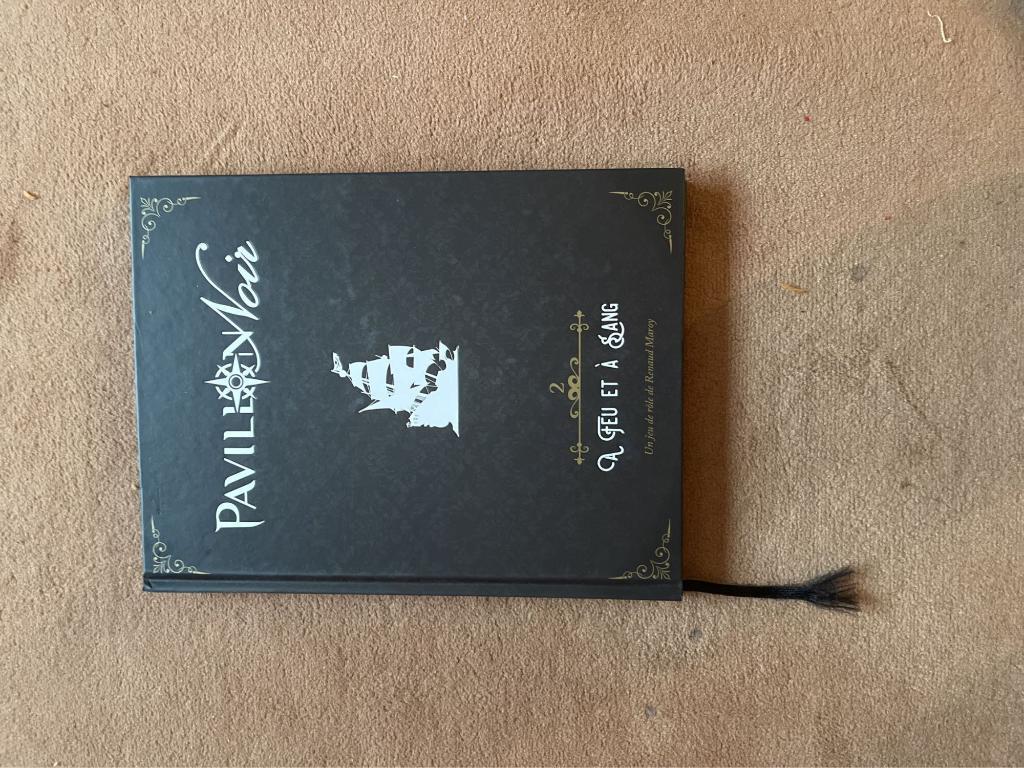 PAVILLON Noir
2
A FEU ET À SANG
Un jeu de rôle de Renaud Maroy